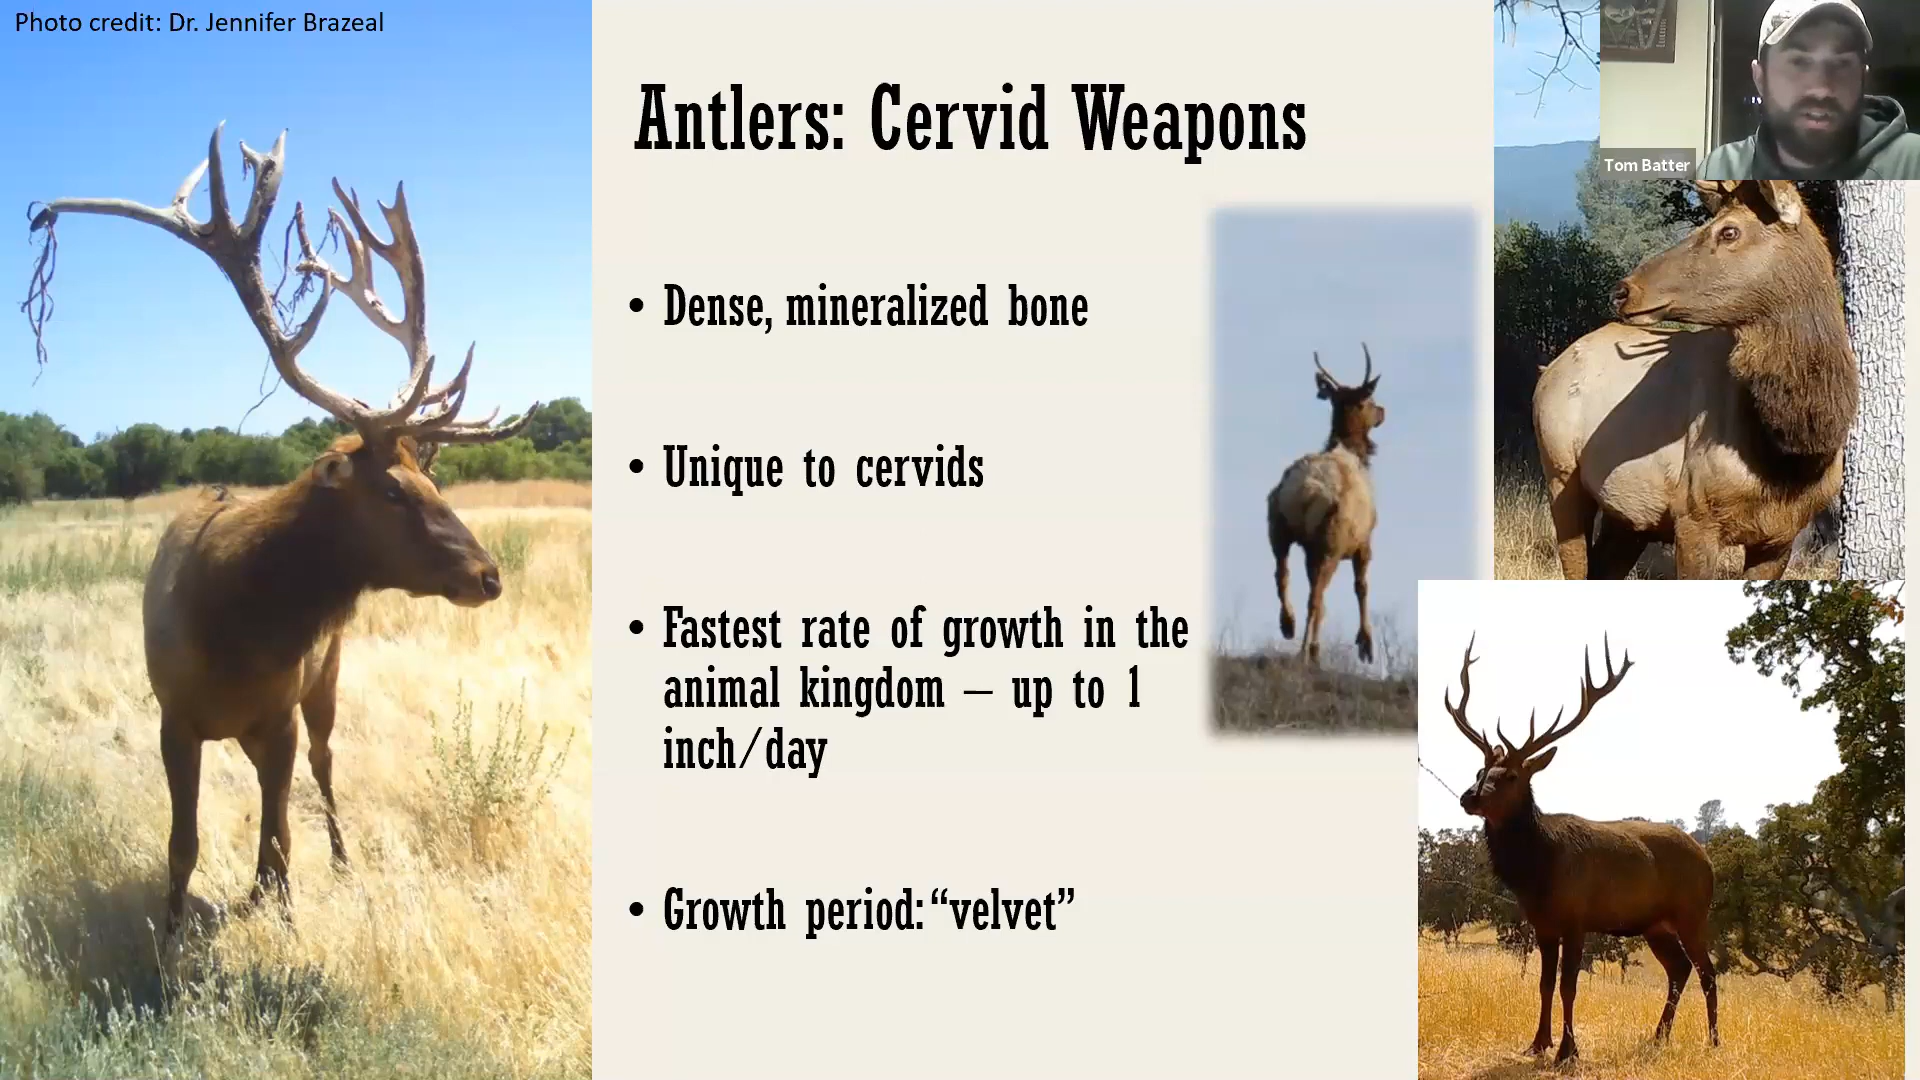 Photo credit: Dr. Jennifer Brazeal
Antlers: Cervid Weapons
• Dense, mineralized bone
• Unique to cervids
• Fastest rate of growth in the
animal kingdom – up to 1
inch/day
• Growth period: “velvet”
Tom Batter